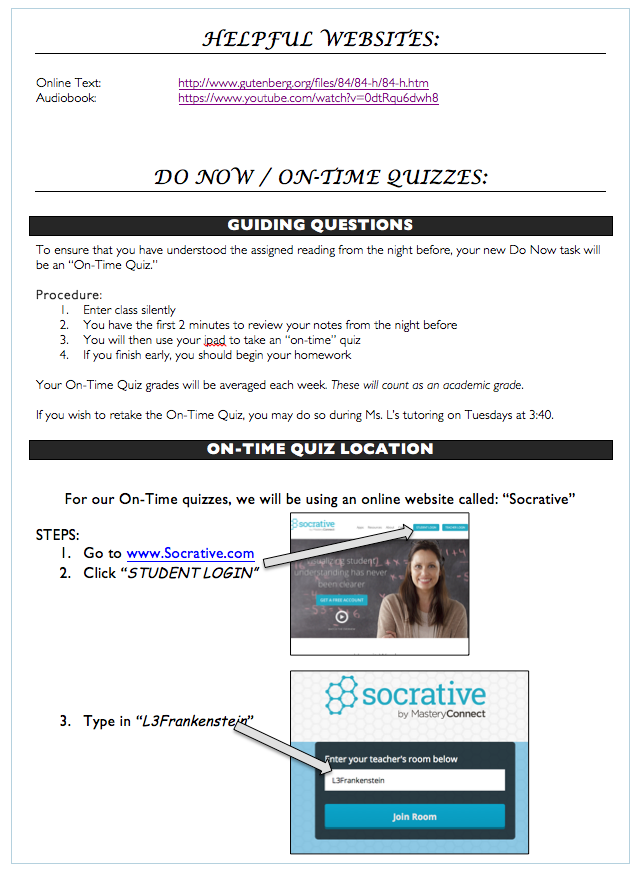 HELPFUL WEBSITES:
Online Text: http://www.gutenberg.org/files/84/84-h/84-h.htm
Audiobook: https://www.youtube.com/watch?v=0dtRqu6dwh8
DO NOW / ON-TIME QUIZZES:
GUIDING QUESTIONS
To ensure that you have understood the assigned reading from the night before, your new Do Now task will
be an “On-Time Quiz.”
Procedure:
1. Enter class silently
2. You have the first 2 minutes to review your notes from the night before
3. You will then use your ipad to take an “on-time” quiz
4. If you finish early, you should begin your homework
Your On-Time Quiz grades will be averaged each week. These will count as an academic grade.
If you wish to retake the On-Time Quiz, you may do so during Ms. L’s tutoring on Tuesdays at 3:40.
ON-TIME QUIZ LOCATION
For our On-Time quizzes, we will be using an online website called: “Socrative”
STEPS:
1. Go to www.Socrative.com
2. Click “STUDENT LOGIN”
socrative
STUDENT LOGIN
student
understanding has never
been clearer
GET A FREE ACCOUNT
3. Type in “L3Frankenstein”
socrative
by MasteryConnect
Enter your teacher's room below
L3Frankenstein
Join Room